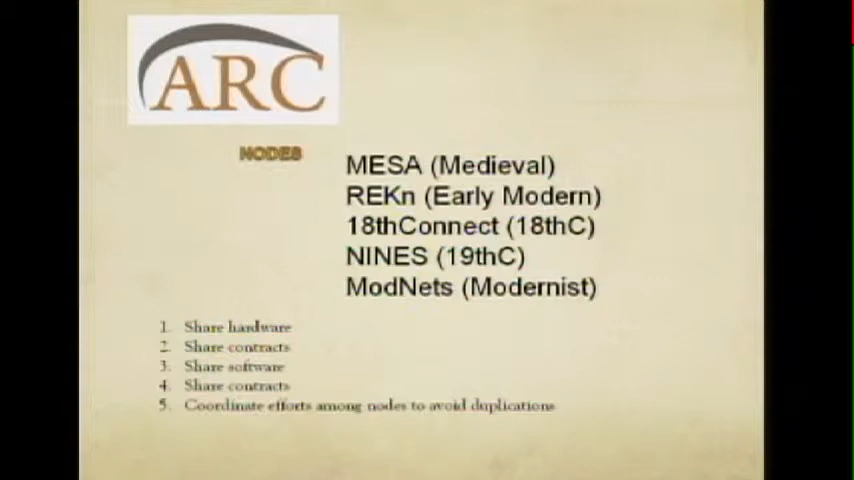 ARC
NODES
MESA (Medieval)
REKn (Early Modern)
18thConnect (18thC)
NINES (19thC)
ModNets (Modernist)
1. Share hardware
2. Share contracts
3. Share software
4. Share contracts
5. Coordinate efforts among nodes to avoid duplications